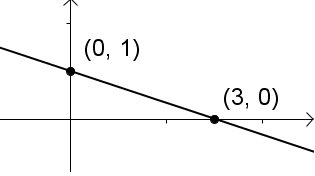 (0, 1)
(3, 0)